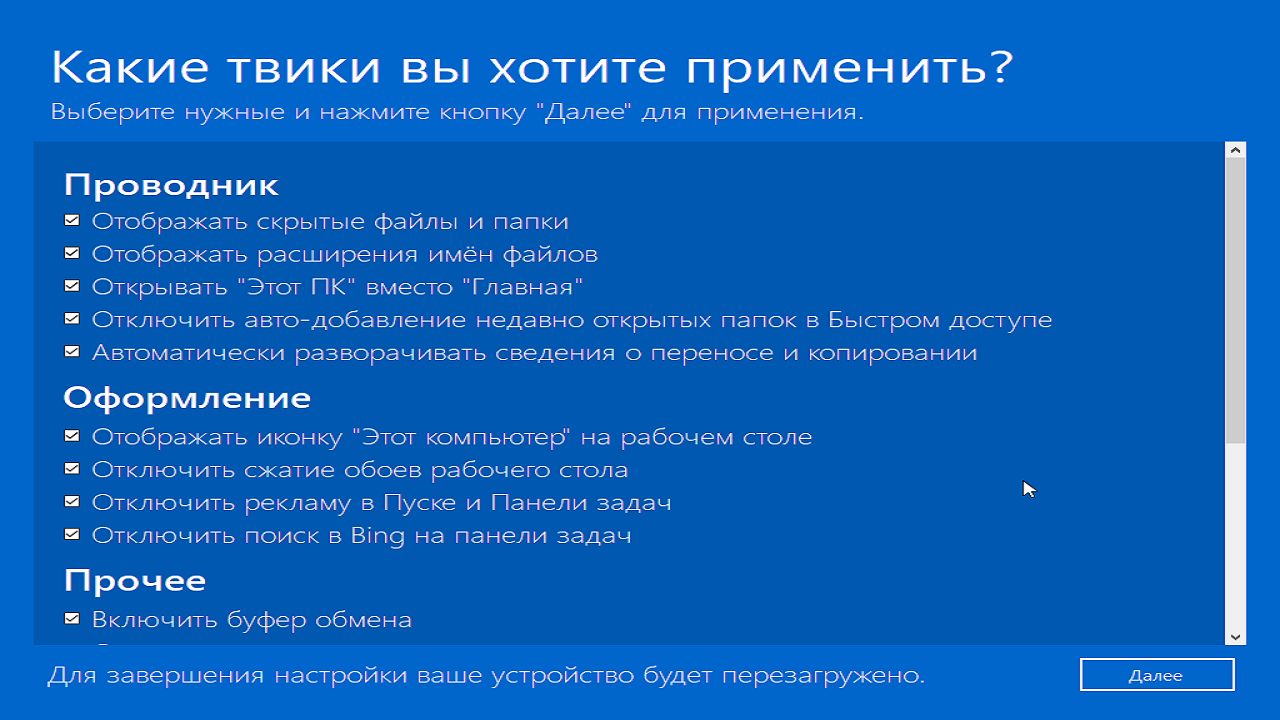 Какие твики вы хотите применить?
Выберите нужные и нажмите кнопку "Далее" для применения.
Проводник
Отображать скрытые файлы и папки
Отображать расширения имён файлов
Открывать "Этот ПК" вместо "Главная"
Отключить авто-добавление недавно открытых папок в Быстром доступе
Автоматически разворачивать сведения о переносе и копировании
Оформление
Отображать иконку "Этот компьютер" на рабочем столе
Отключить сжатие обоев рабочего стола
Отключить рекламу в Пуске и Панели задач
Отключить поиск в Bing на панели задач
Прочее
Включить буфер обмена
Для завершения настройки ваше устройство будет перезагружено.
Далее